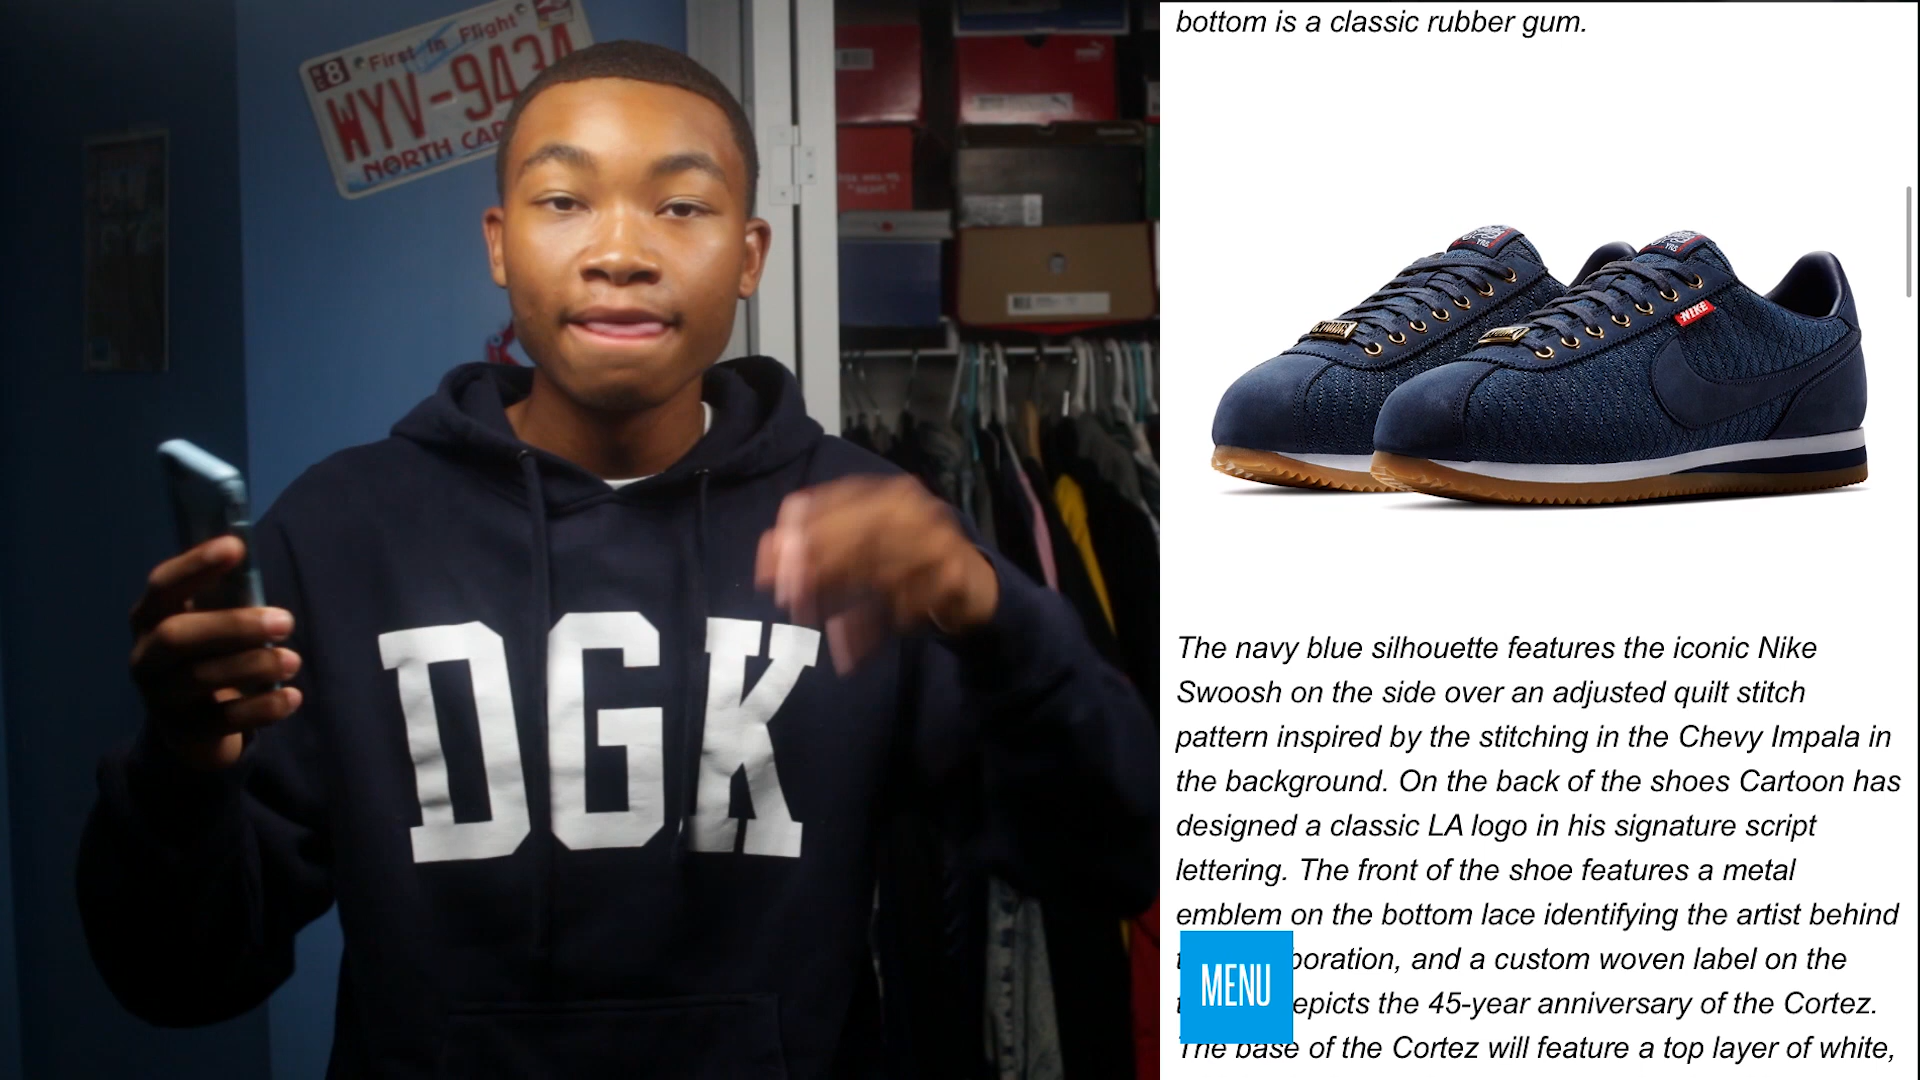 8
First in Flight
WYV-943
NORTH CAR
DGK
bottom is a classic rubber gum.
YRS
NIKE
The navy blue silhouette features the iconic Nike
Swoosh on the side over an adjusted quilt stitch
pattern inspired by the stitching in the Chevy Impala in
the background. On the back of the shoes Cartoon has
designed a classic LA logo in his signature script
lettering. The front of the shoe features a metal
emblem on the bottom lace identifying the artist behind
boration, and a custom woven label on the
epicts the 45-year anniversary of the Cortez.
MENU
The base of the Cortez will feature a top layer of white,